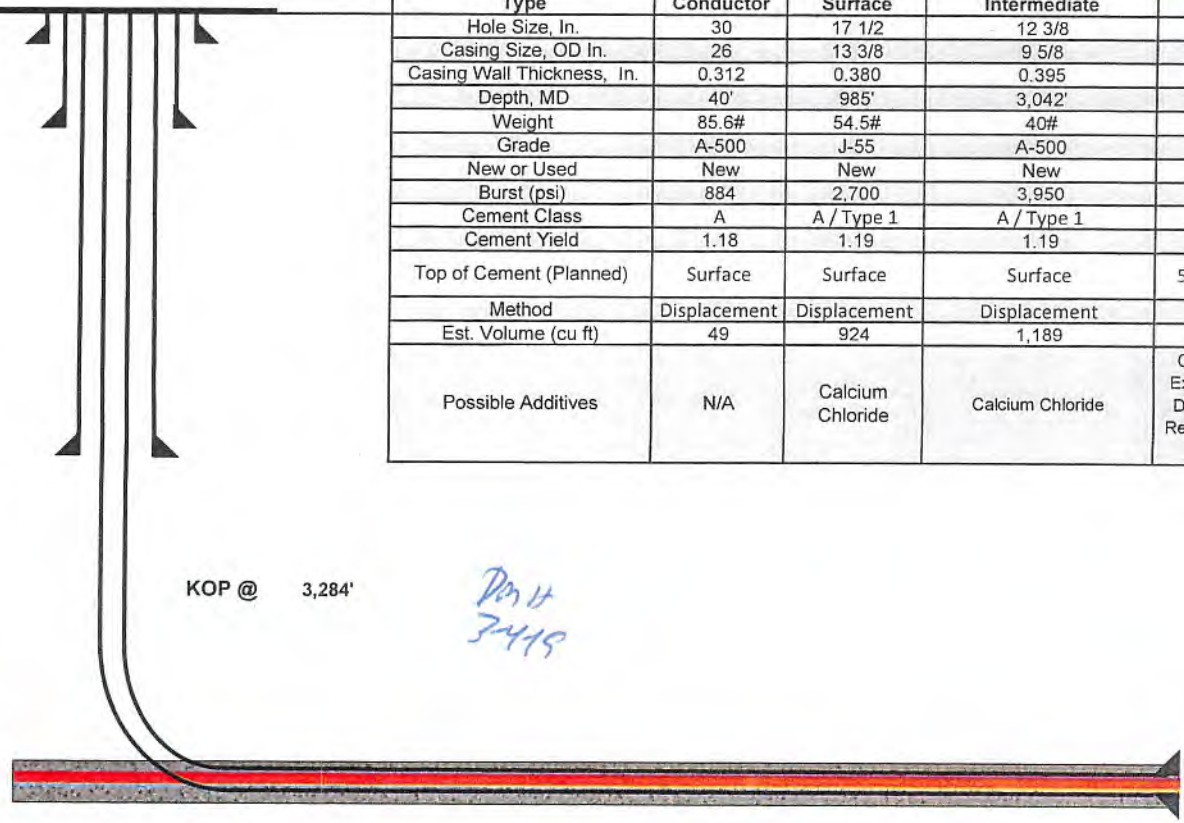 Type Conductor Surface Intermediate
Hole Size, In. 30 17 1/2 12 3/8
Casing Size, OD In. 26 13 3/8 9 5/8
Casing Wall Thickness, In. 0.312 0.380 0.395
Depth, MD 40' 985' 3,042'
Weight 85.6# 54.5# 40#
Grade A-500 J-55 A-500
New or Used New New New
Burst (psi) 884 2,700 3,950
Cement Class A A / Type 1 A / Type 1
Cement Yield 1.18 1.19 1.19
Top of Cement (Planned) Surface Surface Surface 5
Method Displacement Displacement Displacement
Est. Volume (cu ft) 49 924 1,189
Possible Additives N/A Calcium Chloride Calcium Chloride
KOP @ 3,284'